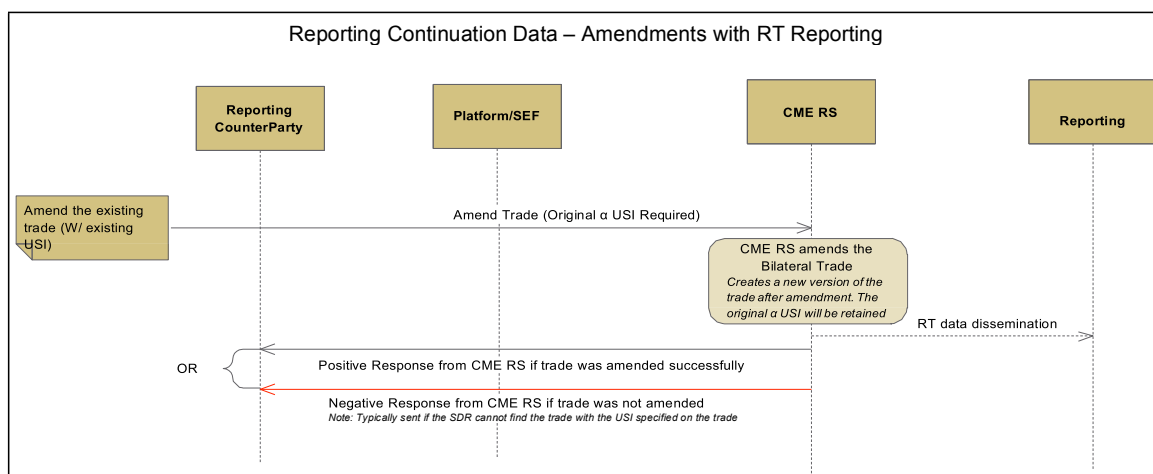 Reporting Continuation Data – Amendments with RT Reporting
Reporting
CounterParty
Platform/SEF
CME RS
Reporting
Amend the existing
trade (W/ existing
USI)
Amend Trade (Original α USI Required)
CME RS amends the
Bilateral Trade
Creates a new version of the
trade after amendment. The
original α USI will be retained
RT data dissemination
OR
Positive Response from CME RS if trade was amended successfully
Negative Response from CME RS if trade was not amended
Note: Typically sent if the SDR cannot find the trade with the USI specified on the trade